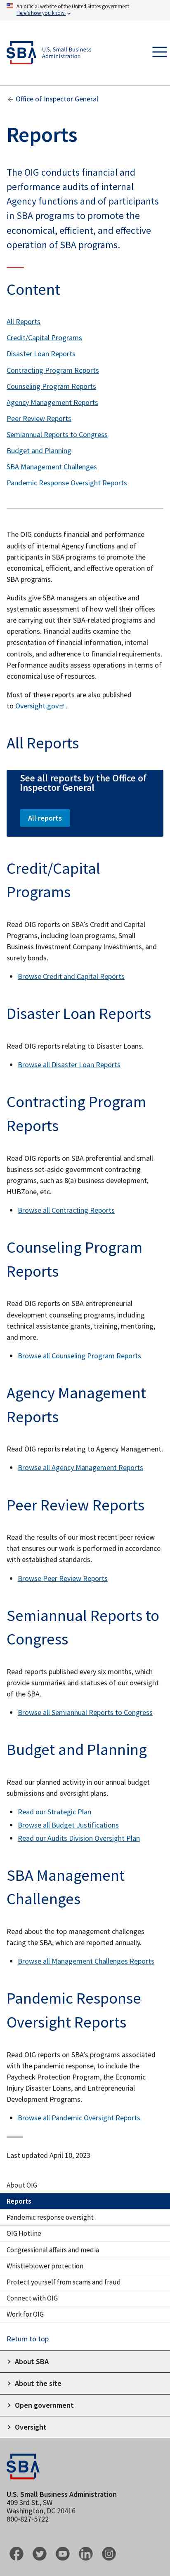 An official website of the United States government
Here's how you know
SBA
U.S. Small Business
Administration
Office of Inspector General
Reports
The OIG conducts financial and
performance audits of internal
Agency functions and of participants
in SBA programs to promote the
economical, efficient, and effective
operation of SBA programs.
Content
All Reports
Credit/Capital Programs
Disaster Loan Reports
Contracting Program Reports
Counseling Program Reports
Agency Management Reports
Peer Review Reports
Semiannual Reports to Congress
Budget and Planning
SBA Management Challenges
Pandemic Response Oversight Reports
The OIG conducts financial and performance
audits of internal Agency functions and of
participants in SBA programs to promote the
economical, efficient, and effective operation of
SBA programs.
Audits give SBA managers an objective and
systematic assessment of how well their offices
are carrying out their SBA-related programs and
operations. Financial audits examine the
presentation of financial information, internal
controls, and adherence to financial requirements.
Performance audits assess operations in terms of
economical use of resources.
Most of these reports are also published
to Oversight.gov .
All Reports
See all reports by the Office of
Inspector General
All reports
Credit/Capital
Programs
Read OIG reports on SBA's Credit and Capital
Programs, including loan programs, Small
Business Investment Company Investments, and
surety bonds.
Browse Credit and Capital Reports
Disaster Loan Reports
Read OIG reports relating to Disaster Loans.
Browse all Disaster Loan Reports
Contracting Program
Reports
Read OIG reports on SBA preferential and small
business set-aside government contracting
programs, such as 8(a) business development,
HUBZone, etc.
Browse all Contracting Reports
Counseling Program
Reports
Read OIG reports on SBA entrepreneurial
development counseling programs, including
technical assistance grants, training, mentoring,
and more.
Browse all Counseling Program Reports
Agency Management
Reports
Read OIG reports relating to Agency Management.
Browse all Agency Management Reports
Peer Review Reports
Read the results of our most recent peer review
that ensures our work is performed in accordance
with established standards.
Browse Peer Review Reports
Semiannual Reports to
Congress
Read reports published every six months, which
provide summaries and statuses of our oversight
of the SBA.
Browse all Semiannual Reports to Congress
Budget and Planning
Read our planned activity in our annual budget
submissions and oversight plans.
Read our Strategic Plan
Browse all Budget Justifications
Read our Audits Division Oversight Plan
SBA Management
Challenges
Read about the top management challenges
facing the SBA, which are reported annually.
Browse all Management Challenges Reports
Pandemic Response
Oversight Reports
Read OIG reports on SBA's programs associated
with the pandemic response, to include the
Paycheck Protection Program, the Economic
Injury Disaster Loans, and Entrepreneurial
Development Programs.
Browse all Pandemic Oversight Reports
Last updated April 10, 2023
About OIG
Reports
Pandemic response oversight
OIG Hotline
Congressional affairs and media
Whistleblower protection
Protect yourself from scams and fraud
Connect with OIG
Work for OIG
Return to top
About SBA
About the site
Open government
Oversight
SBA
U.S. Small Business Administration
409 3rd St., SW
Washington, DC 20416
800-827-5722